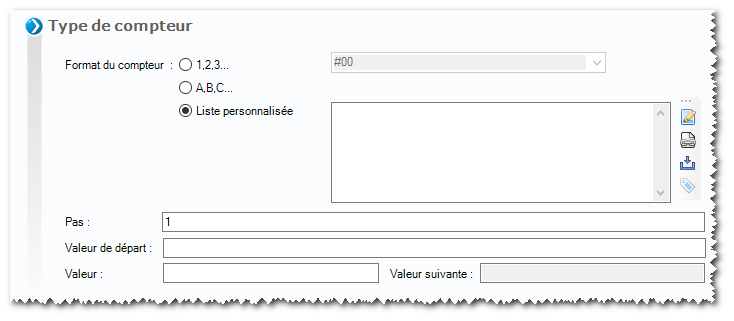 Type de compteur
Format du compteur : 1,2,3... #00
A,B,C...
Liste personnalisée
Pas : 1
Valeur de départ :
Valeur : Valeur suivante :